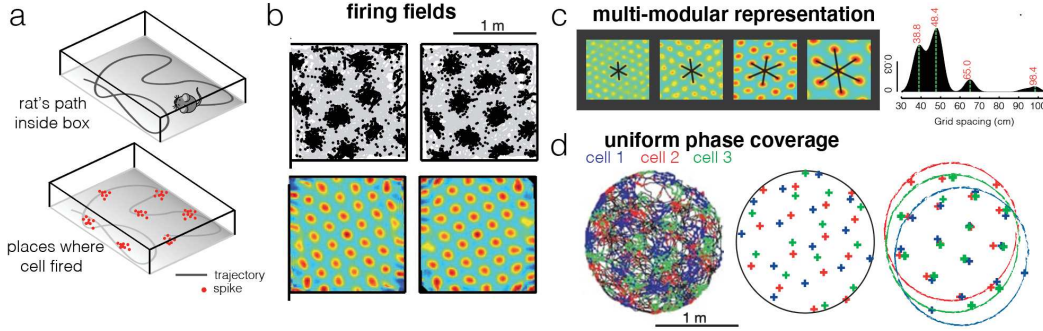 a
rat's path
inside box
places where
cell fired
trajectory
spike
b
firing fields
1 m
c
multi-modular representation
0.03
0
38.8
48.4
65.0
98.4
30 40 50 60 70 80 90 100
Grid spacing (cm)
d
uniform phase coverage
cell 1 cell 2 cell 3
1 m